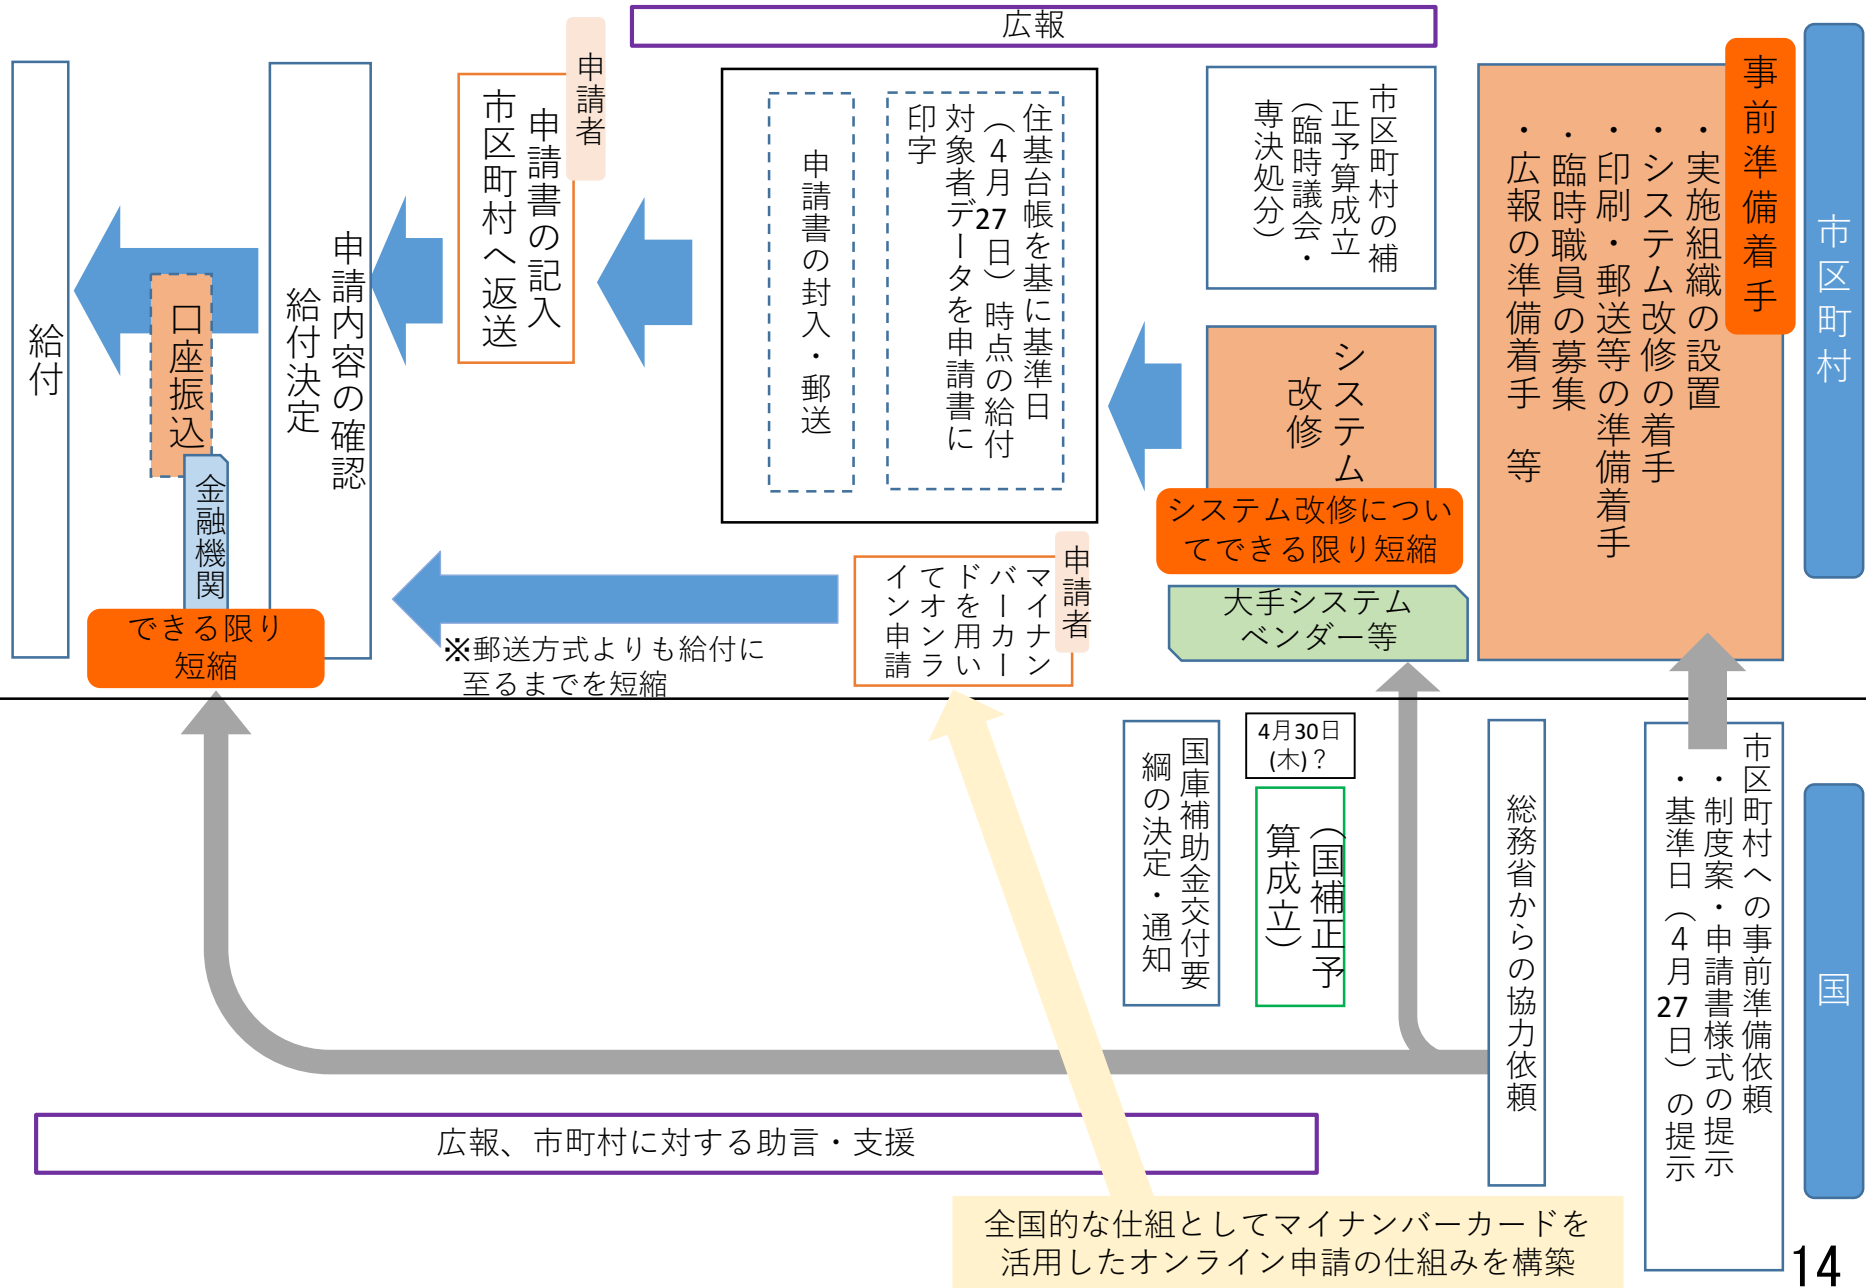 市区町村
事前準備着手
・実施組織の設置
・システム改修の着手
・印刷・郵送等の準備着手
・臨時職員の募集
・広報の準備着手　等
広報
市区町村の補
正予算成立
（臨時議会・
専決処分）
システム
改修
システム改修につい
てできる限り短縮
大手システム
ベンダー等
住基台帳を基に基準日
（４月27日）時点の給付
対象者データを申請書に
印字
申請書の封入・郵送
申請者
申請書の記入
市区町村へ返送
申請者
マイナン
バーカー
ドを用い
てオンラ
イン申請
※郵送方式よりも給付に
至るまでを短縮
申請内容の確認
給付決定
口座振込
金融機関
できる限り
短縮
給付
国
市区町村への事前準備依頼
・制度案・申請書様式の提示
・基準日（４月27日）の提示
総務省からの協力依頼
4月30日
(木)？
（国補正予
算成立）
国庫補助金交付要
綱の決定・通知
広報、市町村に対する助言・支援
全国的な仕組としてマイナンバーカードを
活用したオンライン申請の仕組みを構築
14